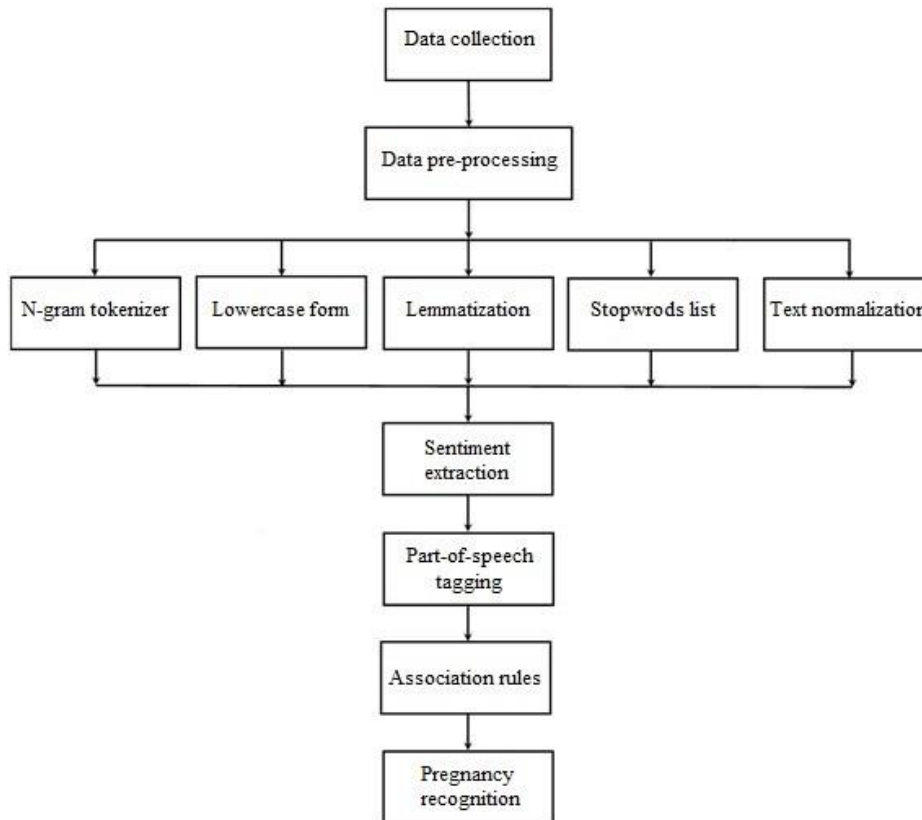 Data collection
Data pre-processing
N-gram tokenizer
Lowercase form
Lemmatization
Stopwrods list
Text normalization
Sentiment
extraction
Part-of-speech
tagging
Association rules
Pregnancy
recognition